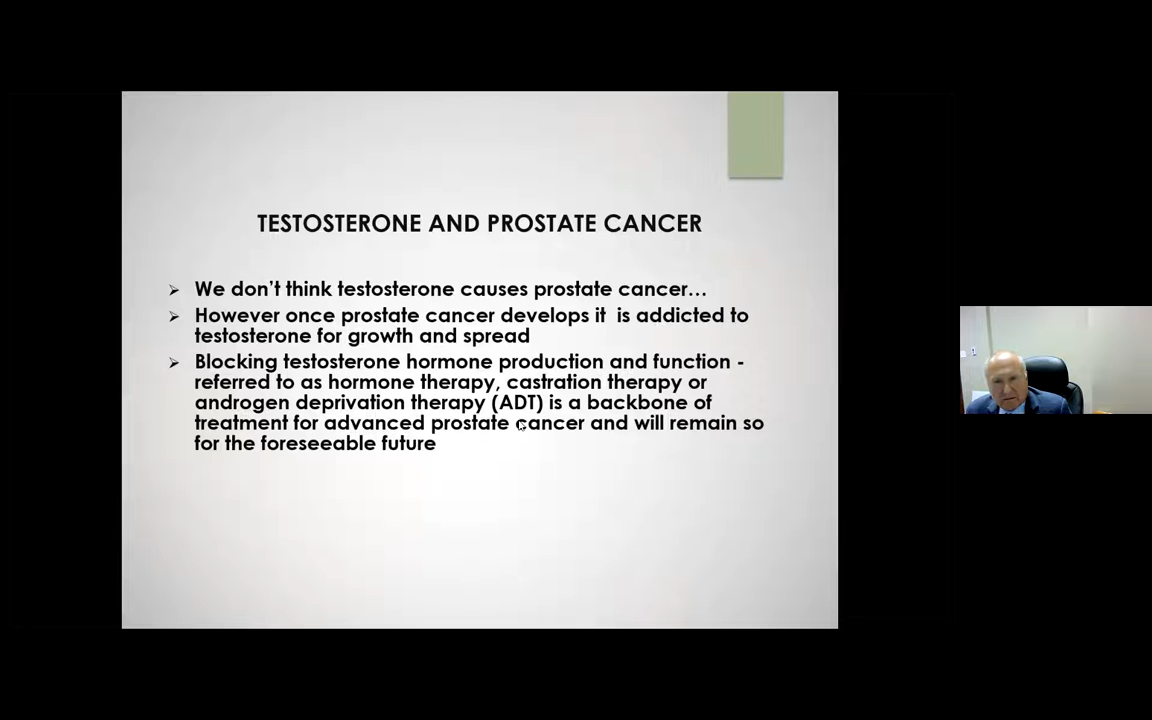 TESTOSTERONE AND PROSTATE CANCER
We don't think testosterone causes prostate cancer…
However once prostate cancer develops it  is addicted to
testosterone for growth and spread
Blocking testosterone hormone production and function -
referred to as hormone therapy, castration therapy or
androgen deprivation therapy (ADT) is a backbone of
treatment for advanced prostate cancer and will remain so
for the foreseeable future